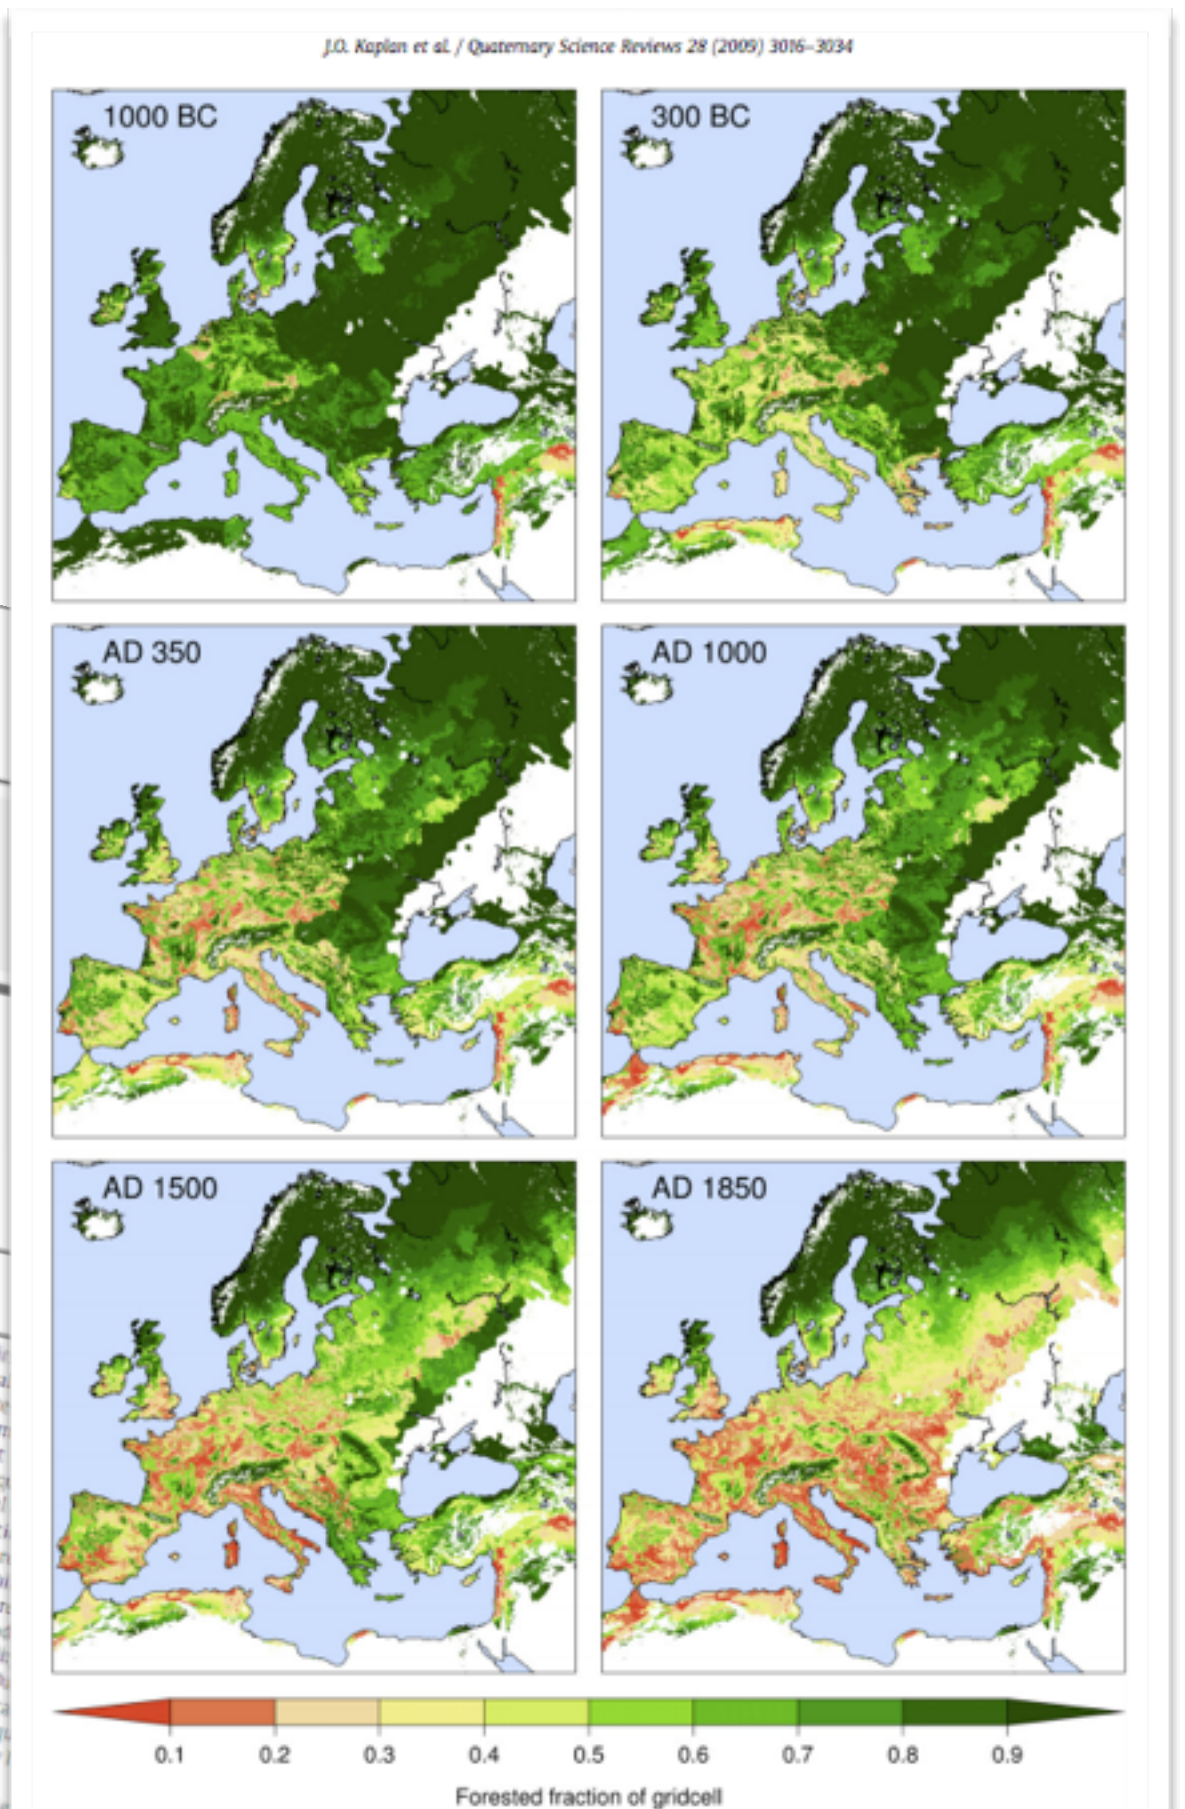 J.O. Kaplan et al. / Quaternary Science Reviews 28 (2009) 3016–3034
1000 BC
300 BC
AD 350
AD 1000
AD 1500
AD 1850
0.1 0.2 0.3 0.4 0.5 0.6 0.7 0.8 0.9
Forested fraction of gridcell